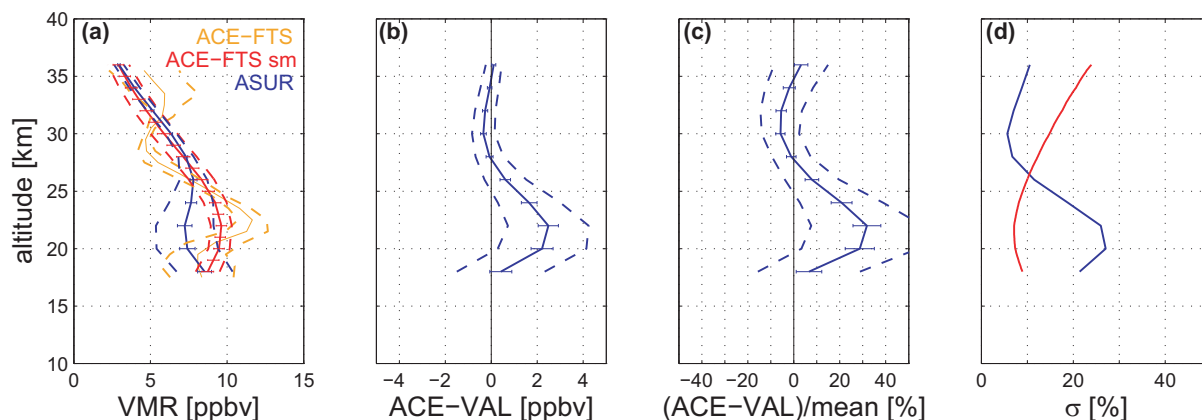 (a) (b) (c) (d)
ACE−FTS
ACE−FTS sm
ASUR
altitude [km]
40
35
30
25
20
15
10
0 5 10 15
−4 −2 0 2 4
−40 −20 0 20 40
0 20 40
VMR [ppbv] ACE−VAL [ppbv] (ACE−VAL)/mean [%] σ [%]